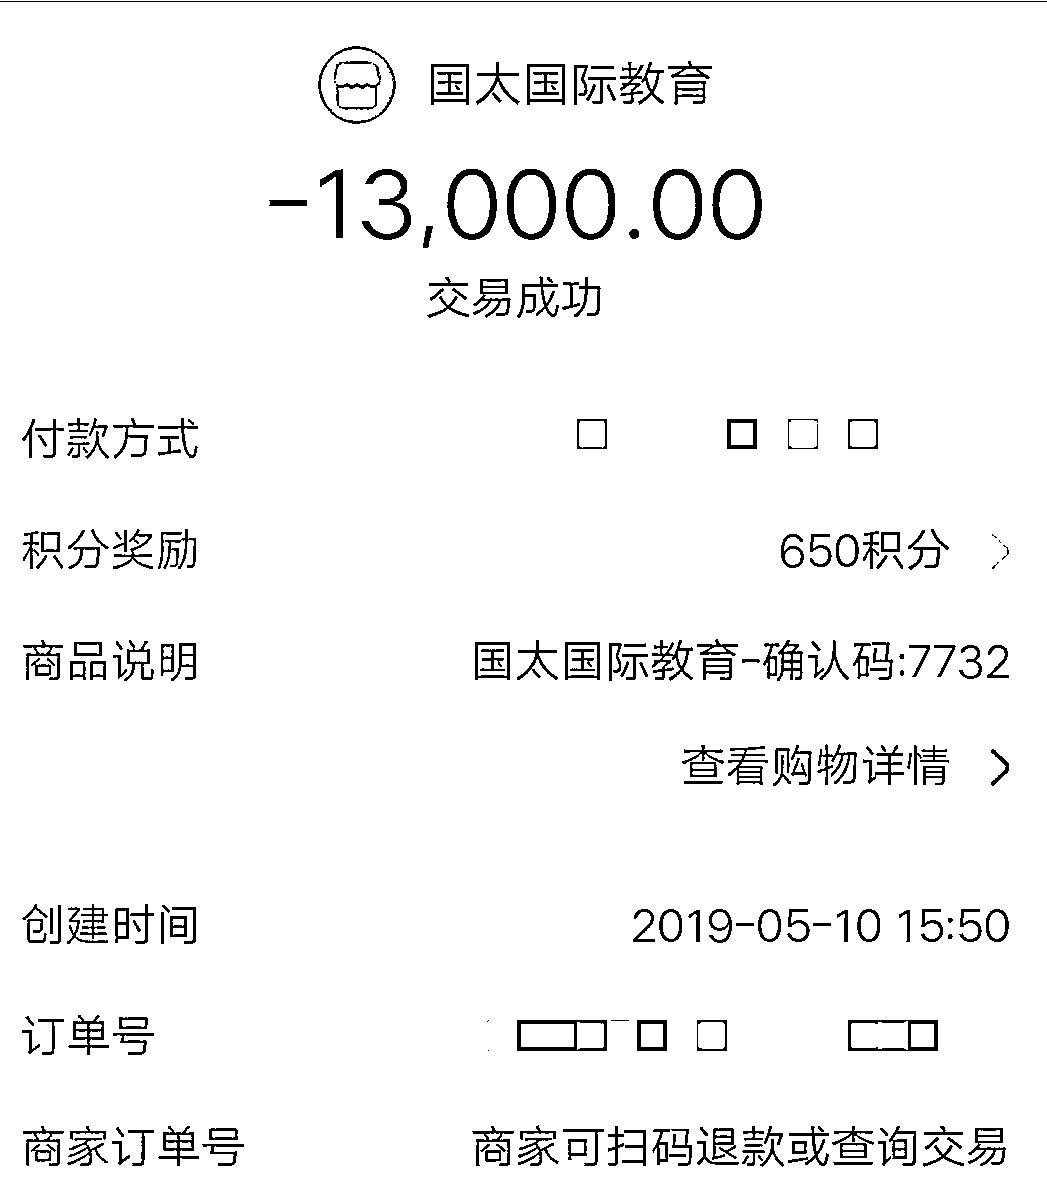 国太国际教育
-13,000.00
交易成功
付款方式
积分奖励 650积分
商品说明 国太国际教育-确认码:7732
查看购物详情
创建时间 2019-05-10 15:50
订单号
商家订单号 商家可扫码退款或查询交易